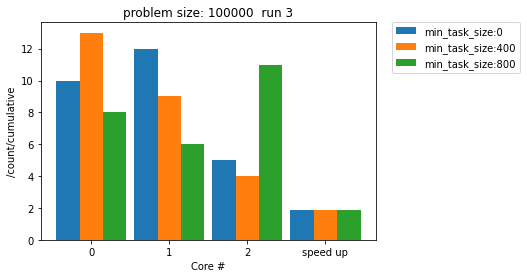 problem size: 100000  run 3
min_task_size:0
min_task_size:400
min_task_size:800
/count/cumulative
12
10
8
6
4
2
0
0 1 2 speed up
Core #